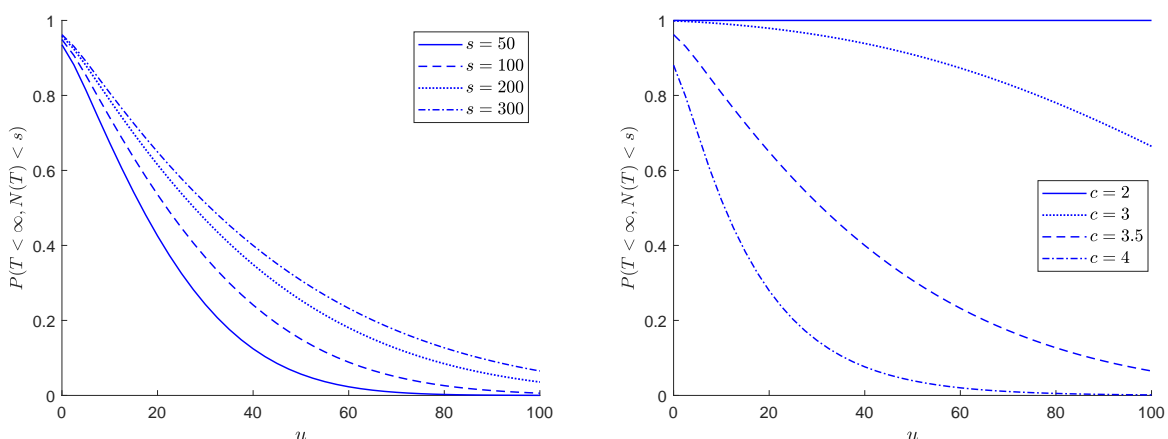 P(T < ∞, N(T) < s)
1
0.8
0.6
0.4
0.2
0
0 20 40 60 80 100
u
s = 50
s = 100
s = 200
s = 300
P(T < ∞, N(T) < s)
1
0.8
0.6
0.4
0.2
0
0 20 40 60 80 100
u
c = 2
c = 3
c = 3.5
c = 4